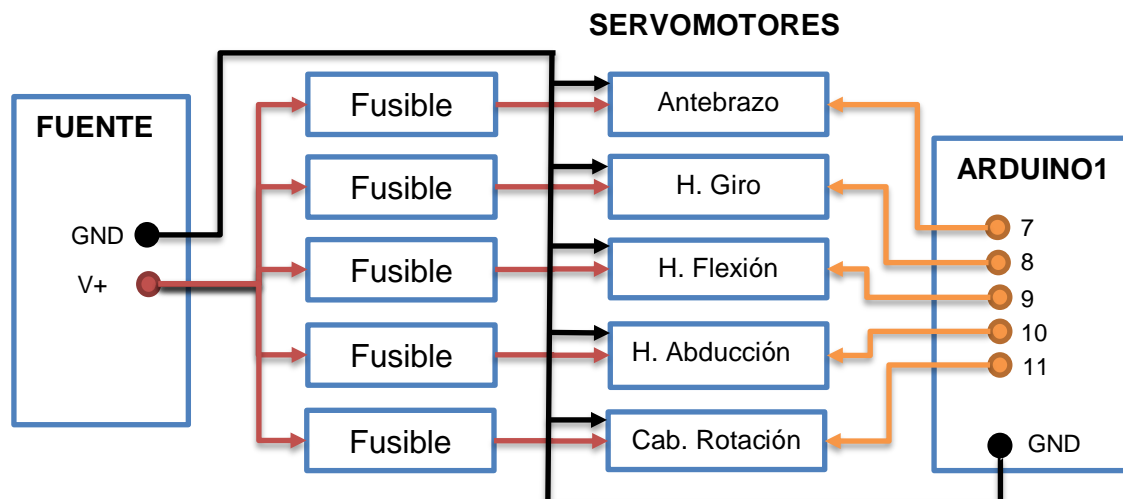 SERVOMOTORES
FUENTE
GND
V+
Fusible
Fusible
Fusible
Fusible
Fusible
Antebrazo
H. Giro
H. Flexión
H. Abducción
Cab. Rotación
ARDUINO1
7
8
9
10
11
GND